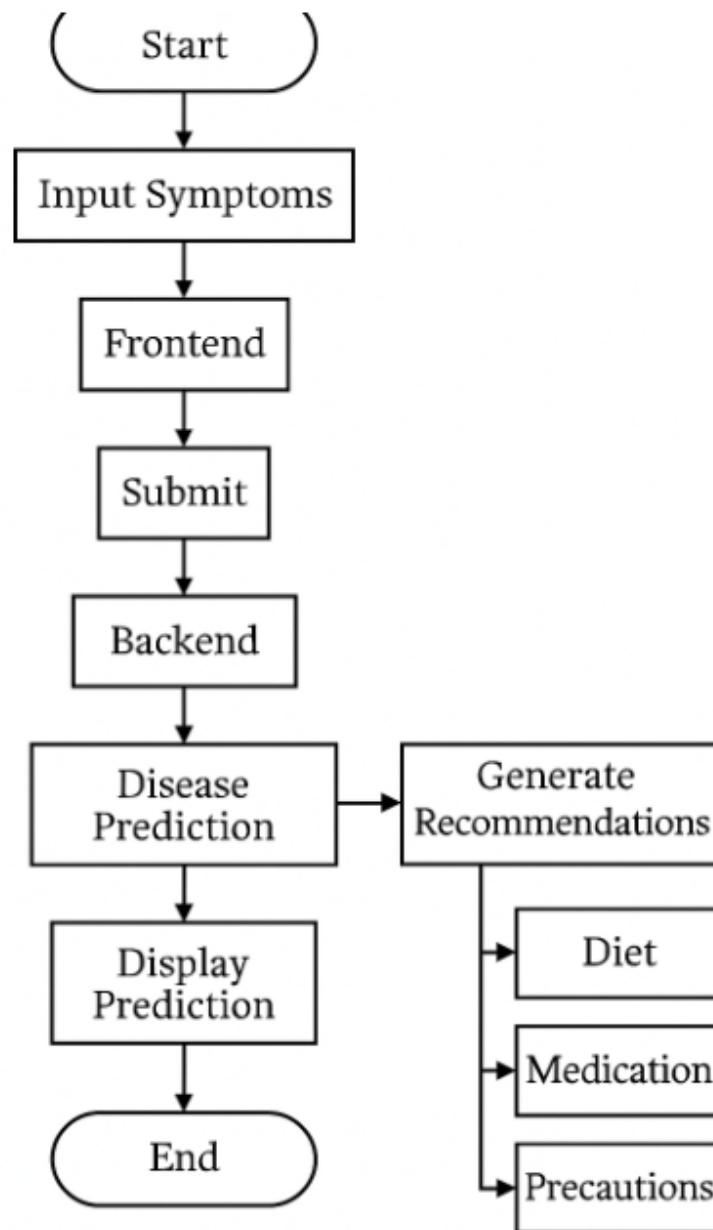 Start
Input Symptoms
Frontend
Submit
Backend
Disease
Prediction
Generate
Recommendations
Display
Prediction
Diet
Medication
Precautions
End